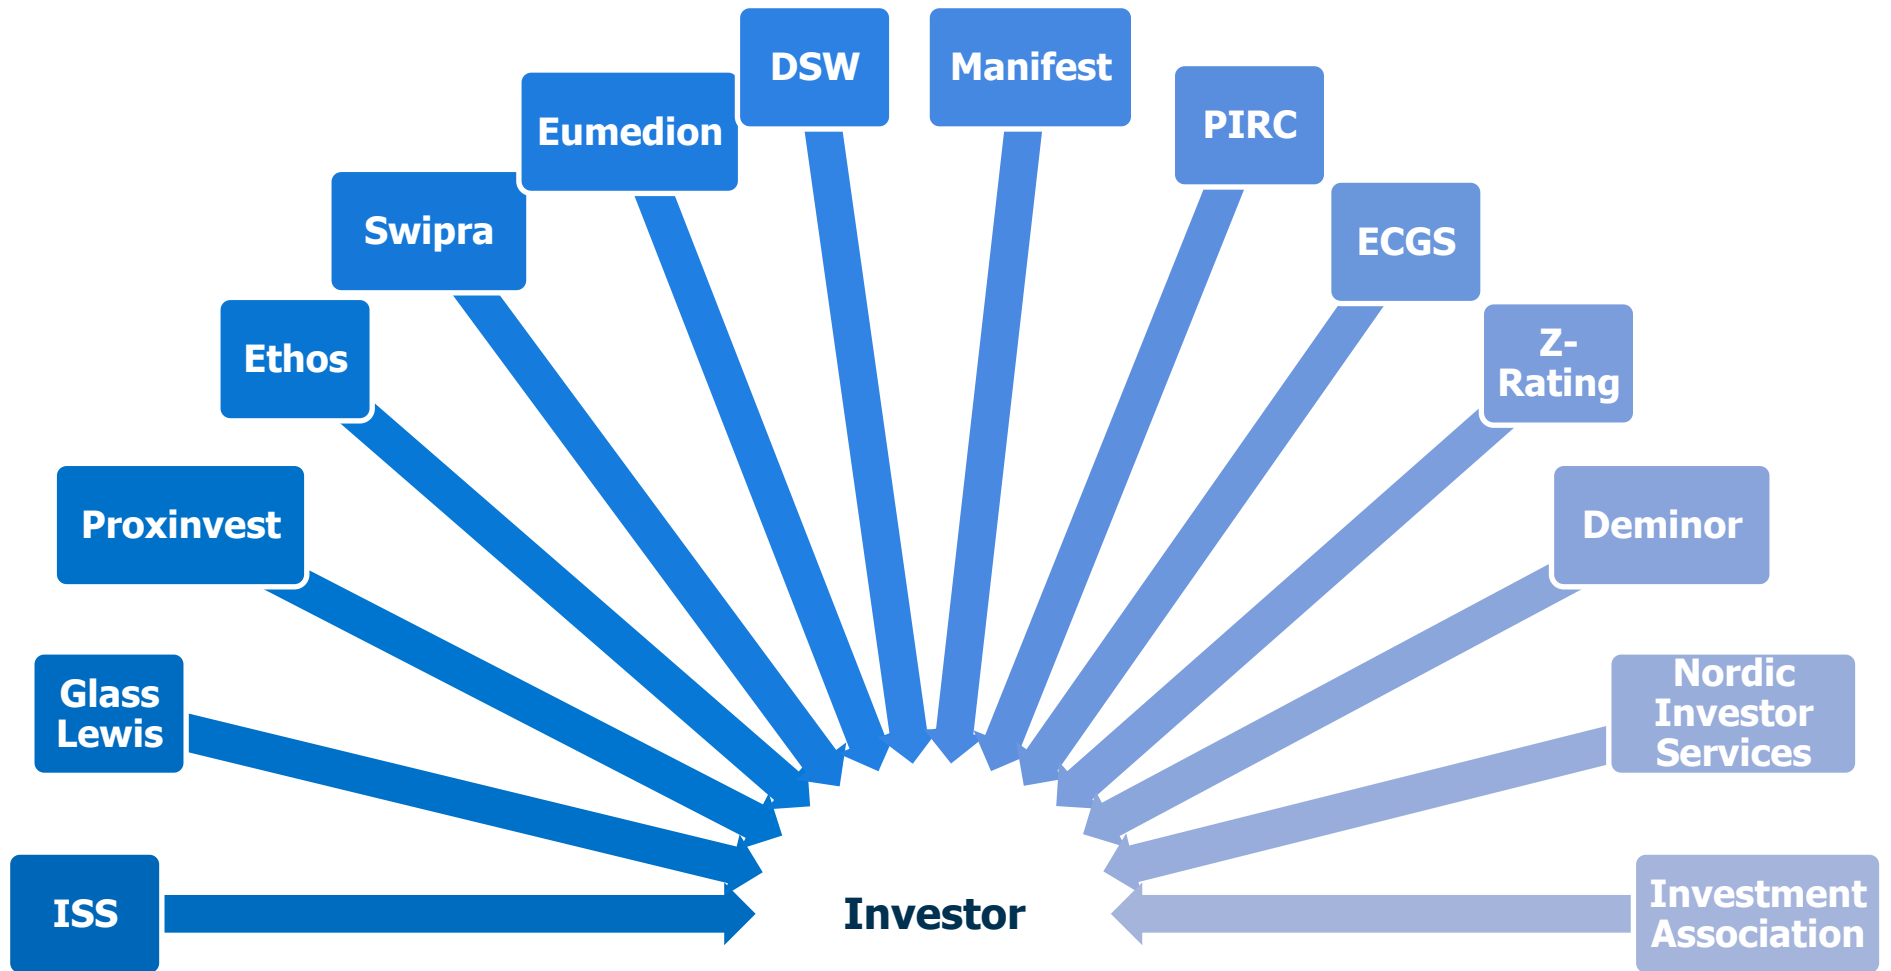 DSW
Manifest
PIRC
Eumedion
Swipra
ECGS
Ethos
Z-
Rating
Proxinvest
Deminor
Glass
Lewis
Nordic
Investor
Services
ISS
Investor
Investment
Association